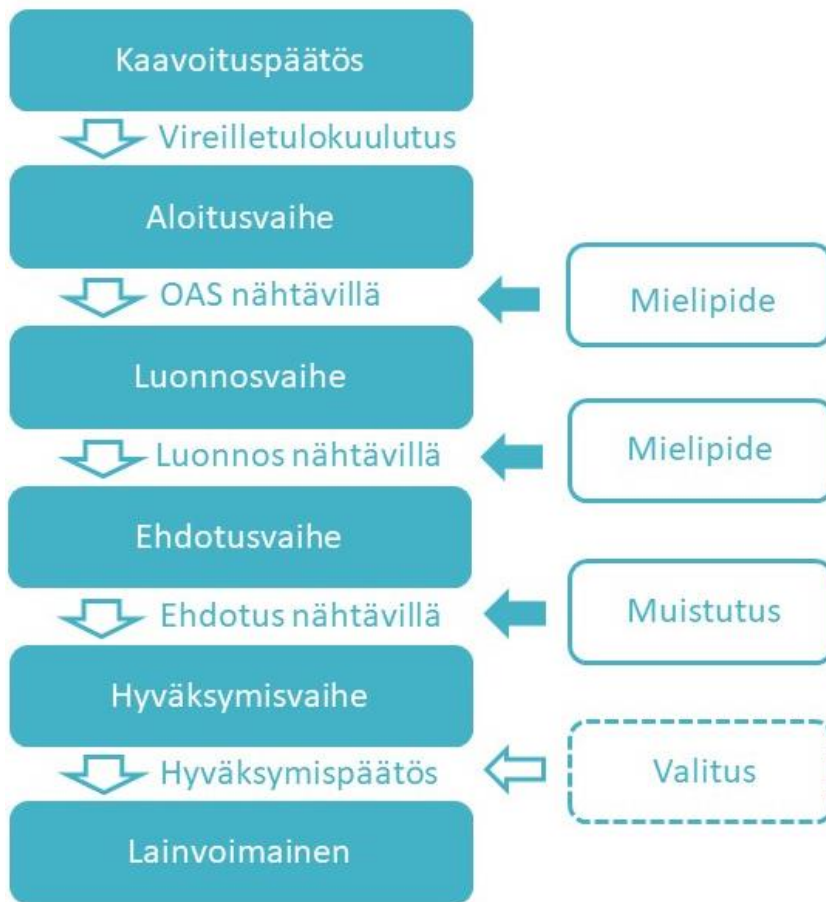 Kaavoituspäätös
Vireilletulokuulutus
Aloitusvaihe
OAS nähtävillä
Mielipide
Luonnosvaihe
Luonnos nähtävillä
Mielipide
Ehdotusvaihe
Ehdotus nähtävillä
Muistutus
Hyväksymisvaihe
Hyväksymispäätös
Valitus
Lainvoimainen